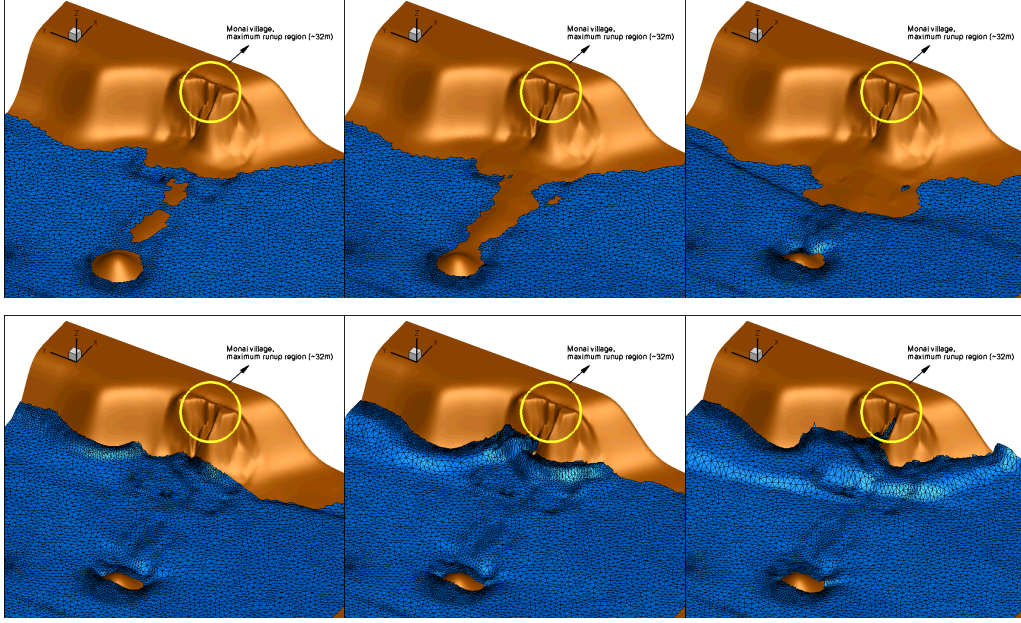 Z
Y
X
Monai village,
maximum runup region (~32m)
Z
Y
X
Monai village,
maximum runup region (~32m)
Z
Y
X
Monai village,
maximum runup region (~32m)
Z
Y
X
Monai village,
maximum runup region (~32m)
Z
Y
X
Monai village,
maximum runup region (~32m)
Z
Y
X
Monai village,
maximum runup region (~32m)